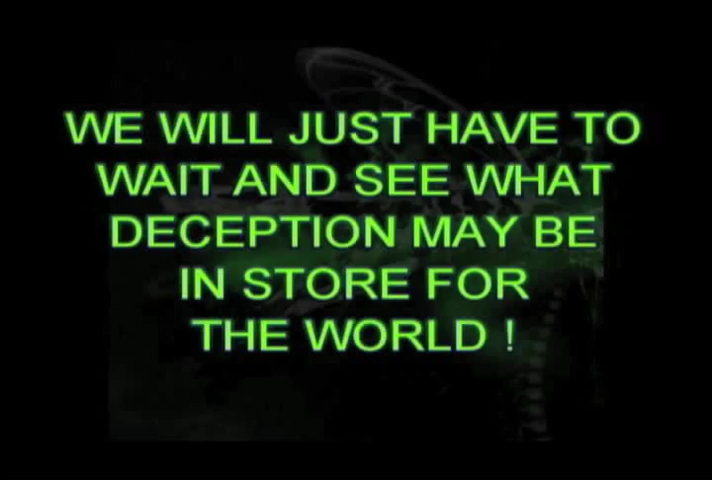 WE WILL JUST HAVE TO
WAIT AND SEE WHAT
DECEPTION MAY BE
IN STORE FOR
THE WORLD !